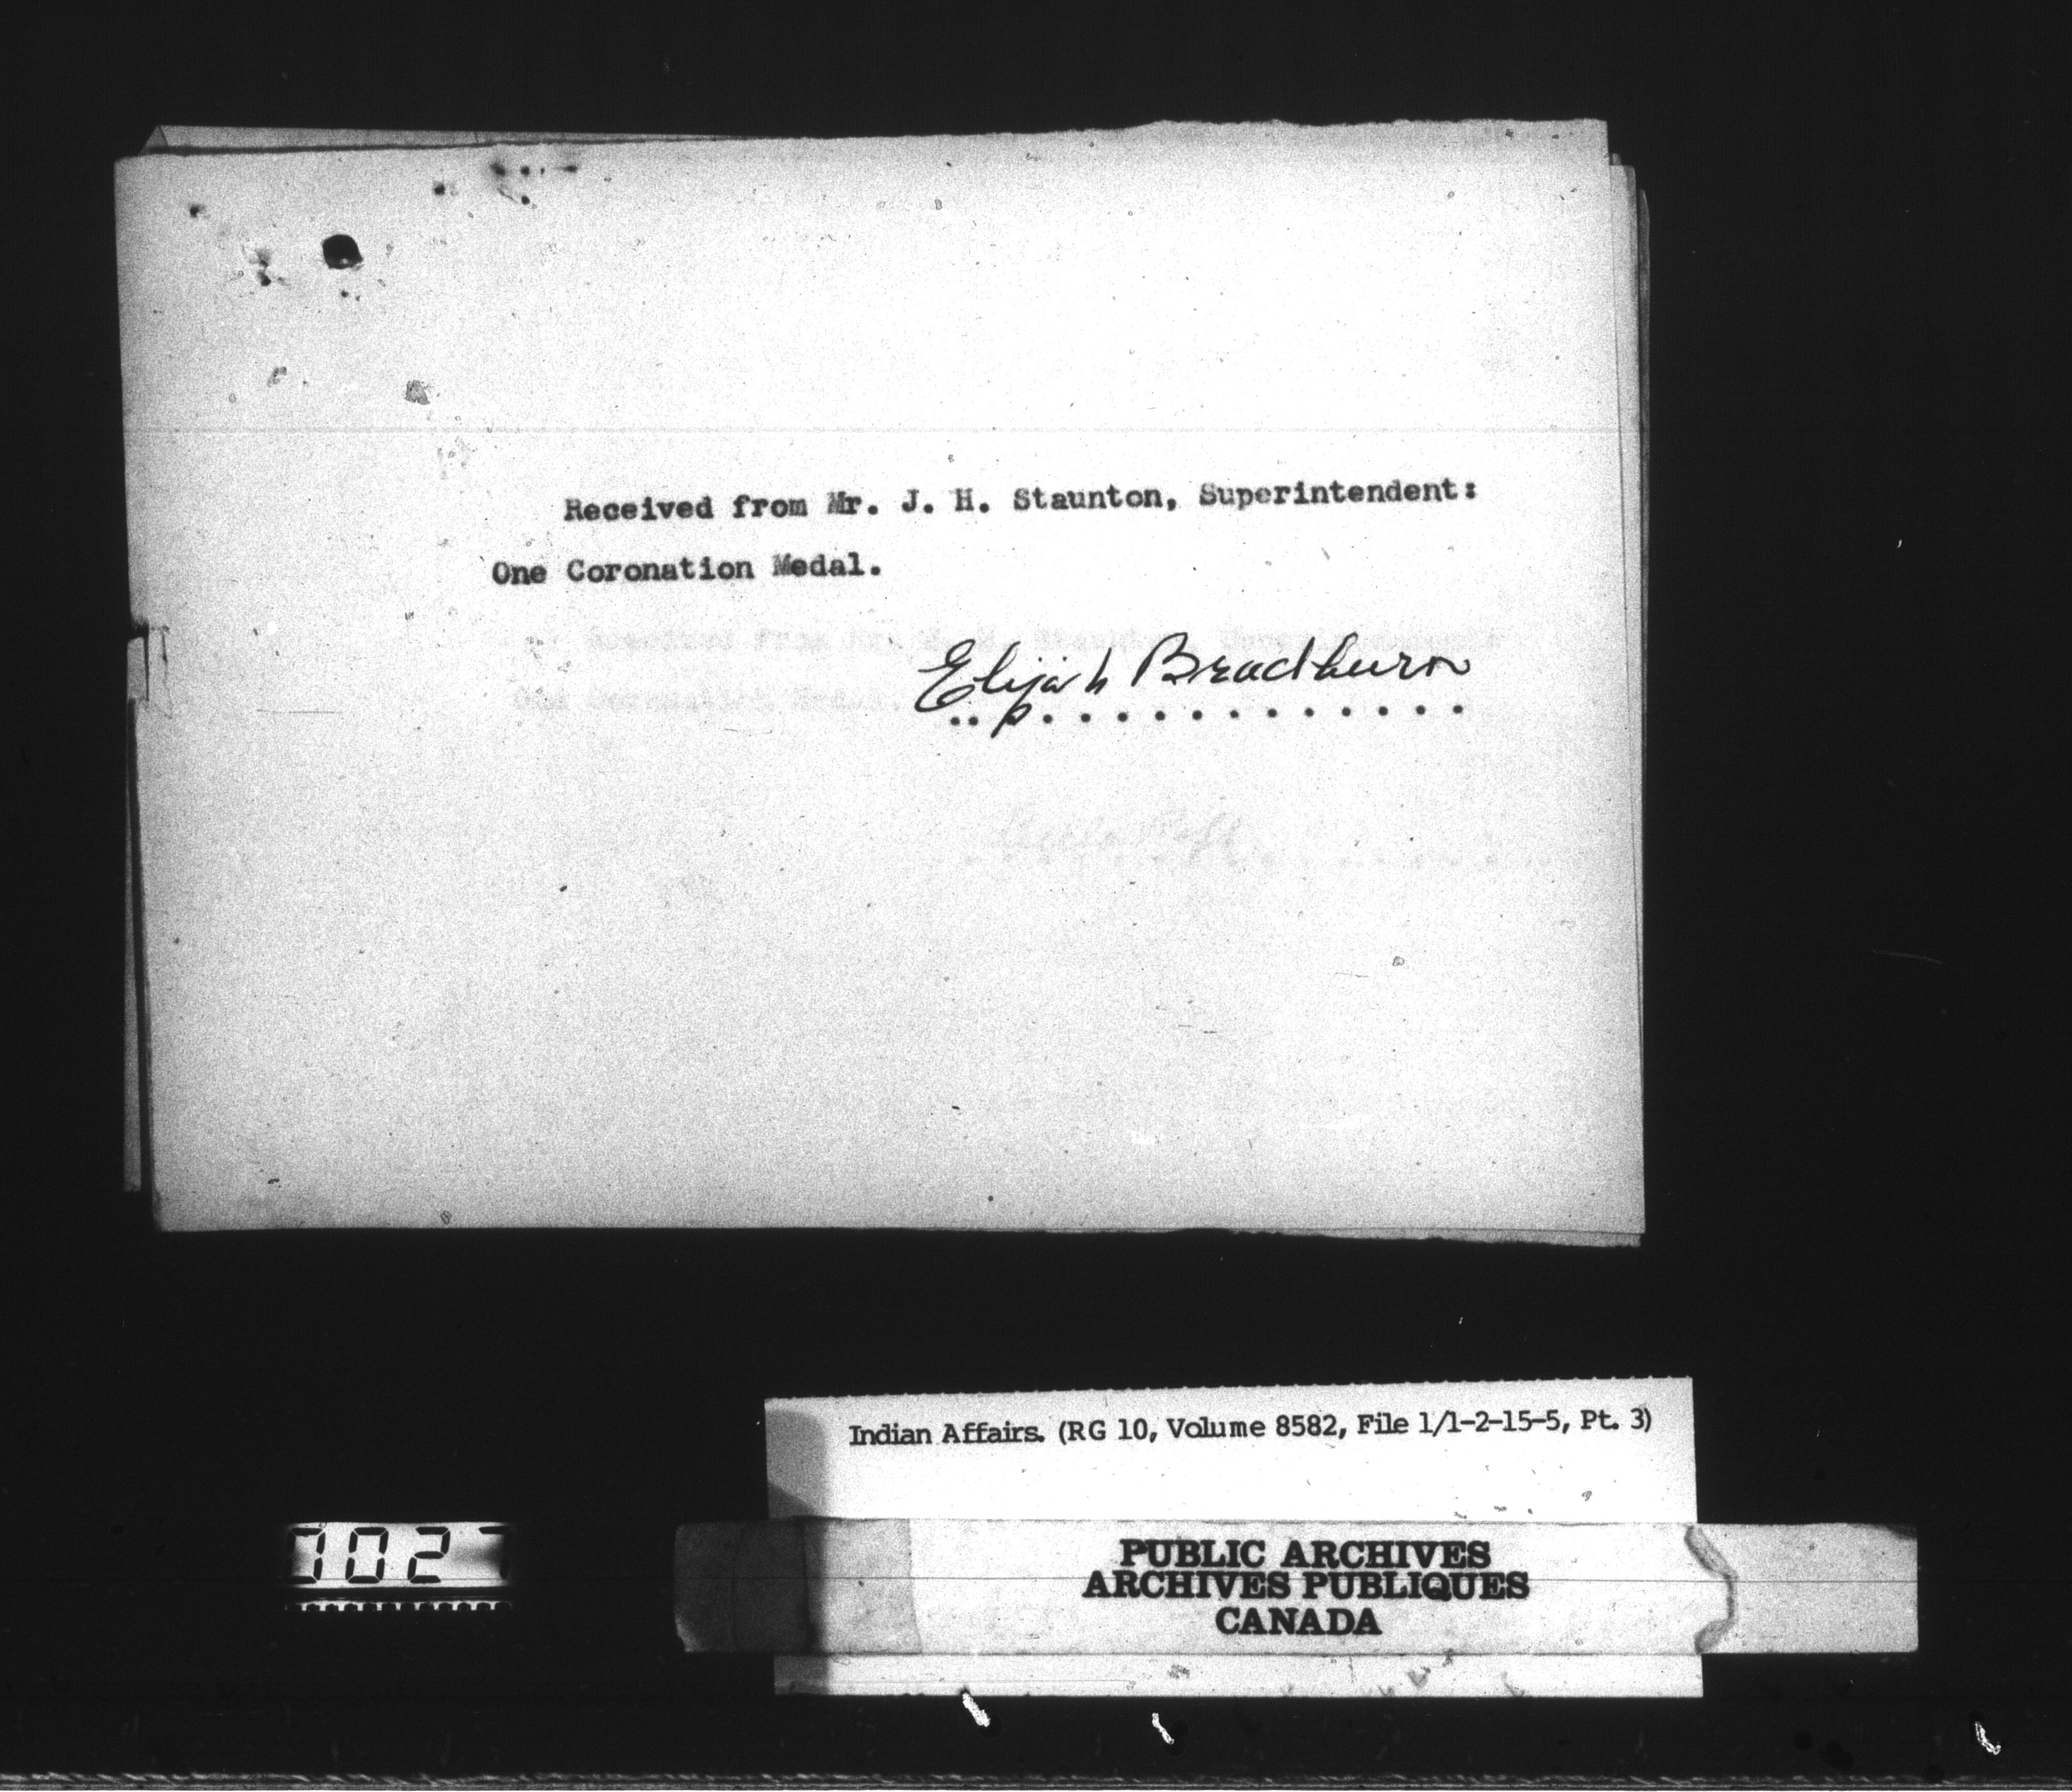 Received from Mr. J. H. Staunton, Superintendent:
One Coronation Medal.
Elijah Bradburn
Indian Affairs. (RG 10, Volume 8582, File 1/1-2-15-5, Pt. 3)
PUBLIC ARCHIVES
ARCHIVES PUBLIQUES
CANADA